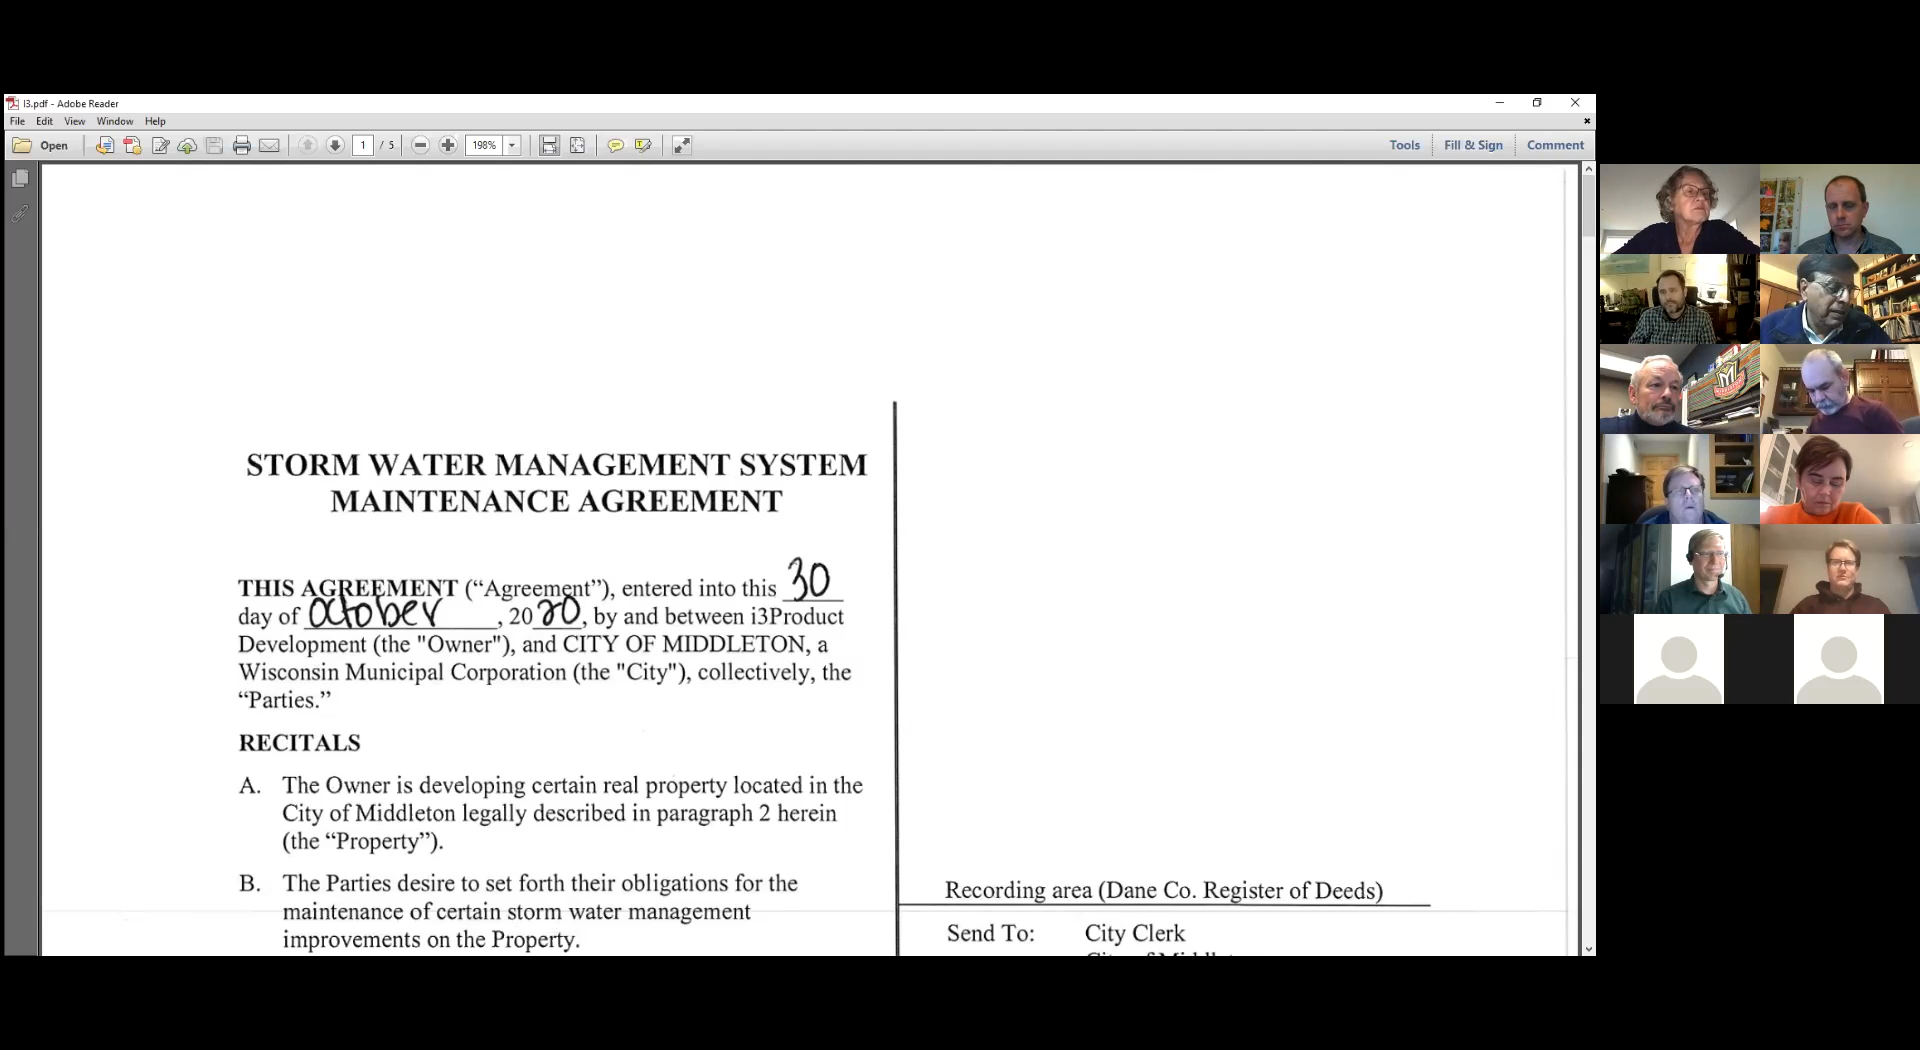 I3.pdf - Adobe Reader
File Edit View Window Help
Open 1 / 5 198% Tools Fill & Sign Comment
STORM WATER MANAGEMENT SYSTEM
MAINTENANCE AGREEMENT
THIS AGREEMENT (“Agreement”), entered into this 30
day of october, 2020, by and between i3Product
Development (the "Owner"), and CITY OF MIDDLETON, a
Wisconsin Municipal Corporation (the "City"), collectively, the
“Parties.”
RECITALS
A. The Owner is developing certain real property located in the
City of Middleton legally described in paragraph 2 herein
(the “Property”).
B. The Parties desire to set forth their obligations for the
maintenance of certain storm water management
improvements on the Property.
Recording area (Dane Co. Register of Deeds)
Send To: City Clerk